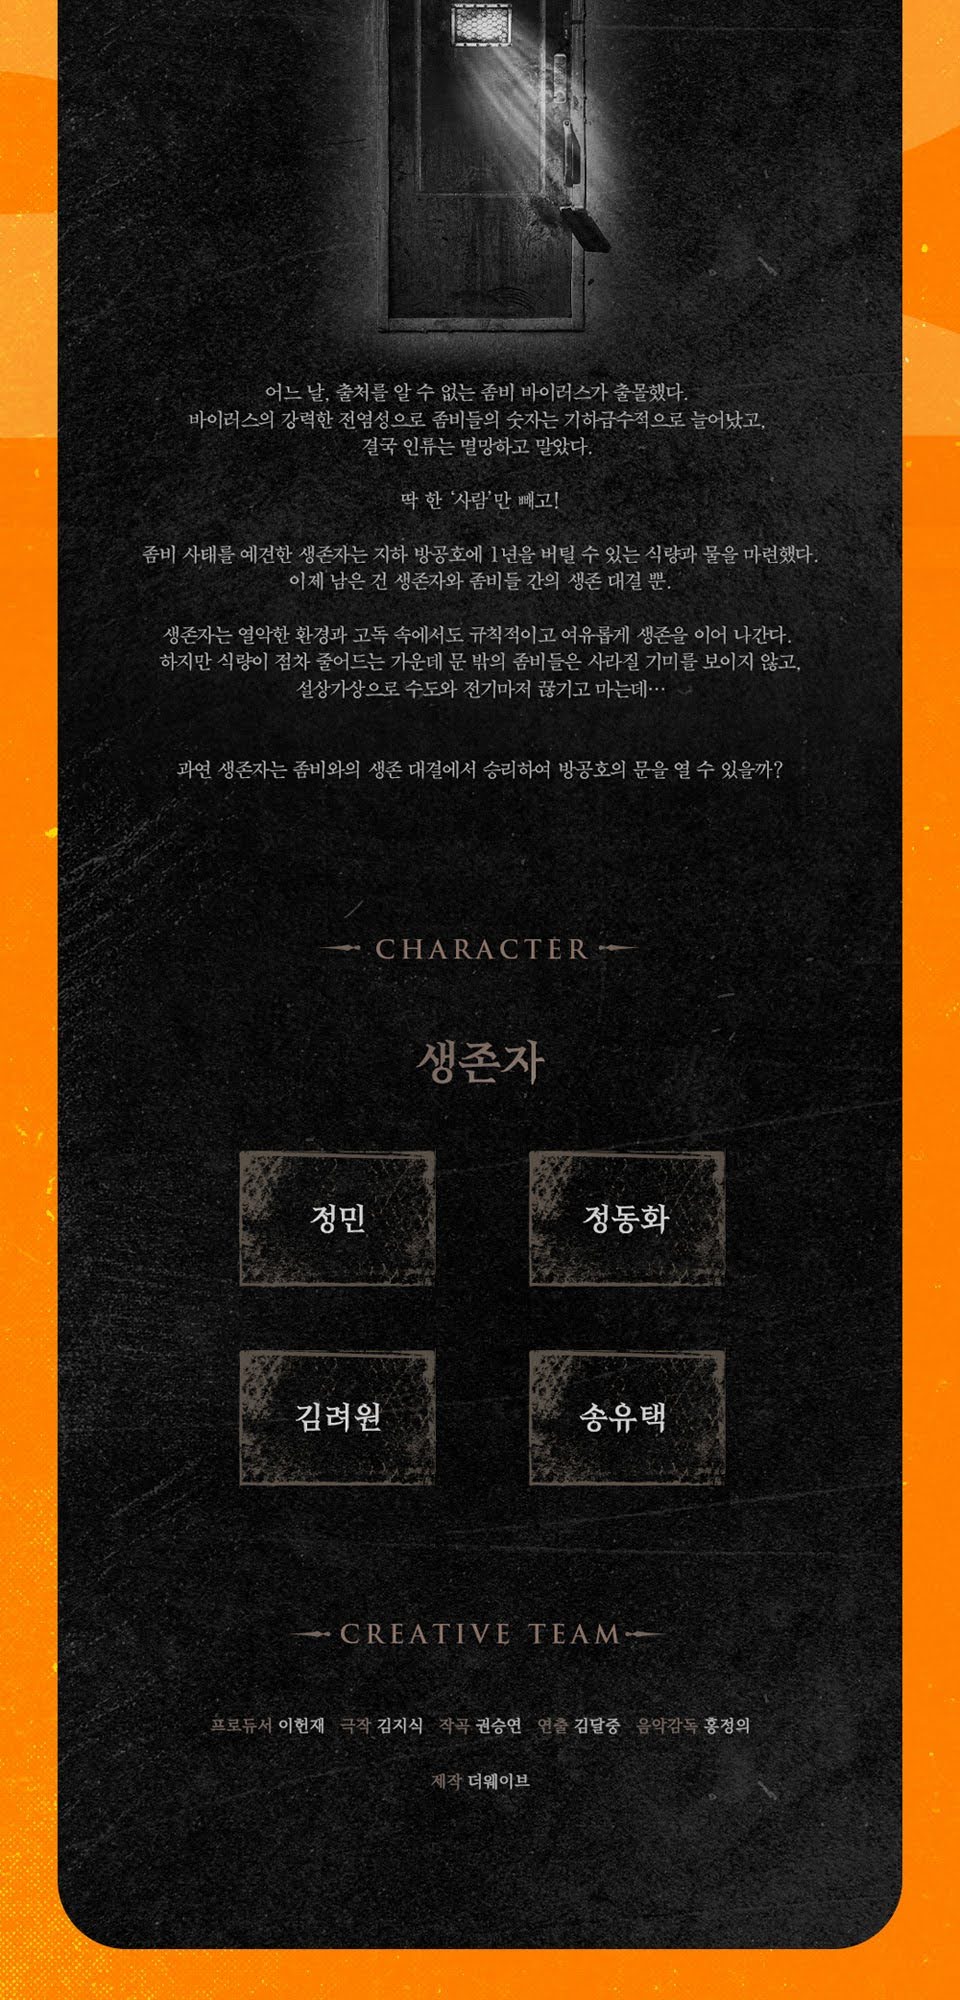 어느 날, 출처를 알 수 없는 좀비 바이러스가 출몰했다.
바이러스의 강력한 전염성으로 좀비들의 숫자는 기하급수적으로 늘어났고,
결국 인류는 멸망하고 말았다.
딱 한 ‘사람’만 빼고!
좀비 사태를 예견한 생존자는 지하 방공호에 1년을 버틸 수 있는 식량과 물을 마련했다.
이제 남은 건 생존자와 좀비들 간의 생존 대결 뿐.
생존자는 열악한 환경과 고독 속에서도 규칙적이고 여유롭게 생존을 이어 나간다.
하지만 식량이 점차 줄어드는 가운데 문 밖의 좀비들은 사라질 기미를 보이지 않고,
설상가상으로 수도와 전기마저 끊기고 마는데…
과연 생존자는 좀비와의 생존 대결에서 승리하여 방공호의 문을 열 수 있을까?
CHARACTER
생존자
정민 정동화
김려원 송유택
CREATIVE TEAM
프로듀서 이헌재 극작 김지식 작곡 권승연 연출 김달중 음악감독 홍정의
제작 더웨이브